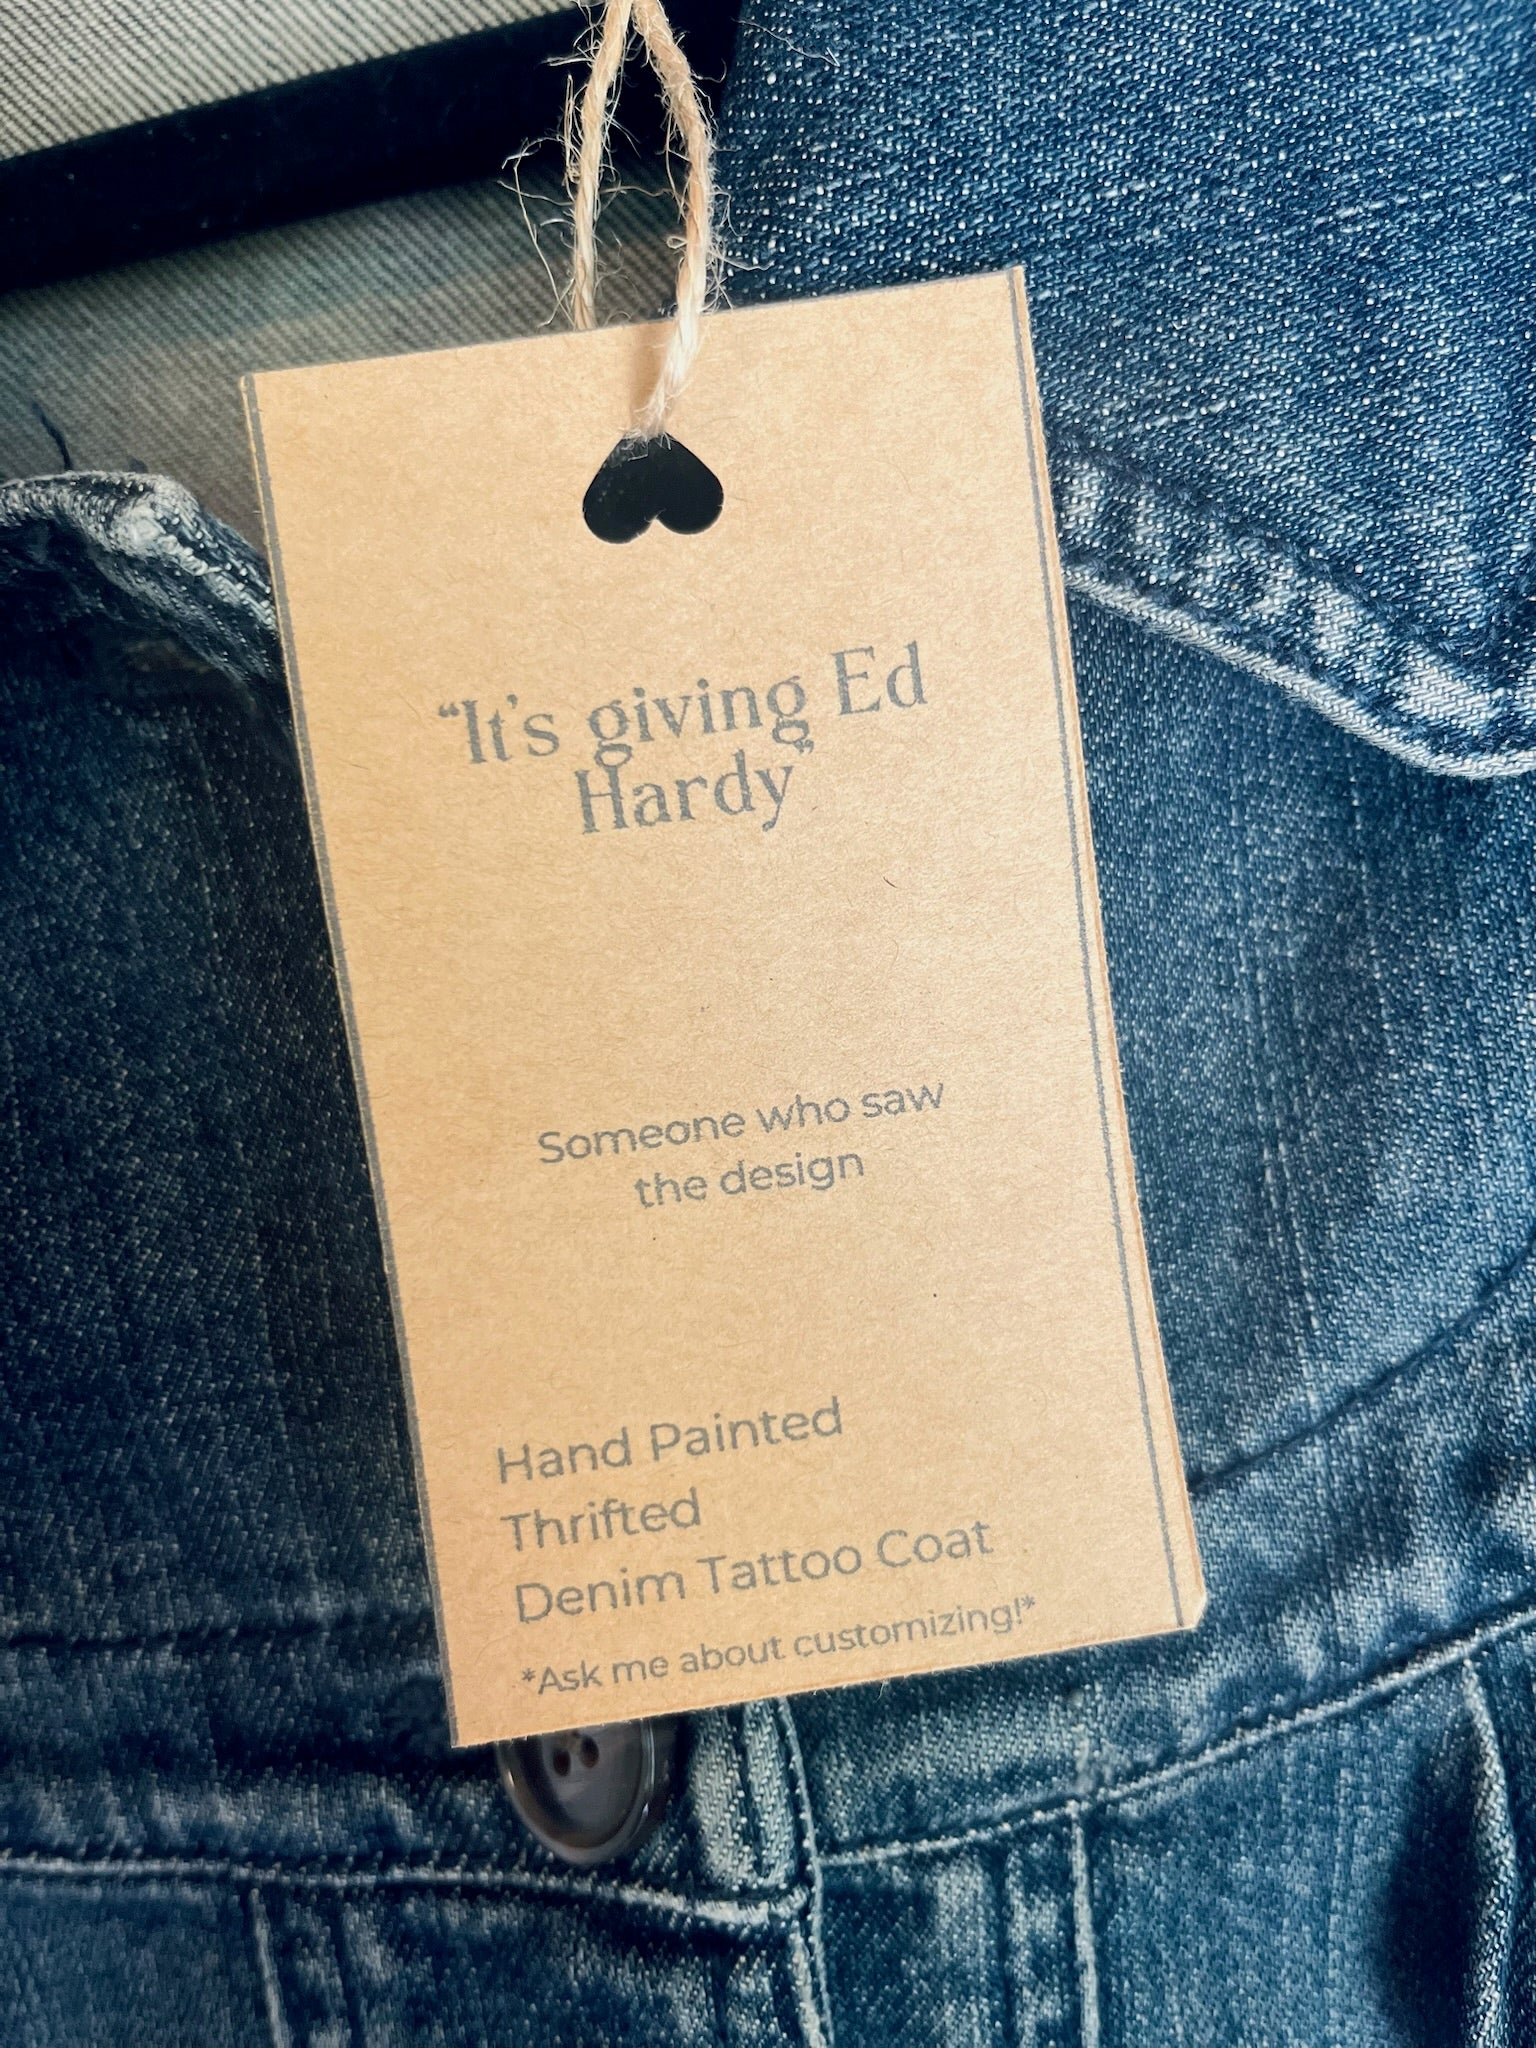 “It's giving Ed
Hardy”
Someone who saw
the design
Hand Painted
Thrifted
Denim Tattoo Coat
*Ask me about customizing!*